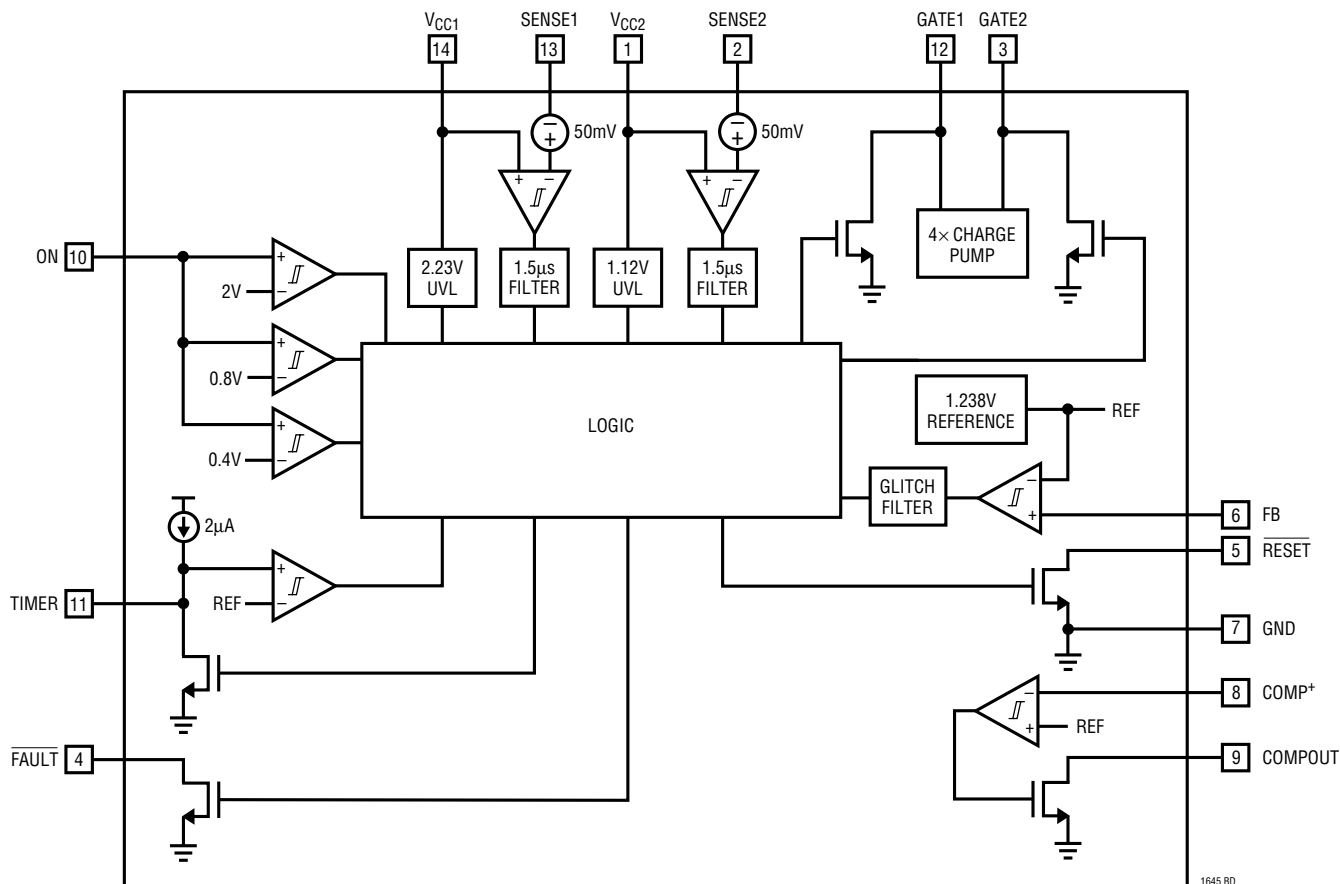 VCC1 SENSE1 VCC2 SENSE2 GATE1 GATE2
14 13 1 2 12 3
− + 50mV − + 50mV
+ − + −
ON 10
+ − 2V
2.23V UVL
1.5µs FILTER
1.12V UVL
1.5µs FILTER
4× CHARGE PUMP
+ − 0.8V
+ − 0.4V
LOGIC
1.238V REFERENCE
REF
GLITCH FILTER
− +
6 FB
5 RESET
2µA
+ −
REF
TIMER 11
7 GND
8 COMP+
− +
REF
FAULT 4
9 COMPOUT
1645 BD